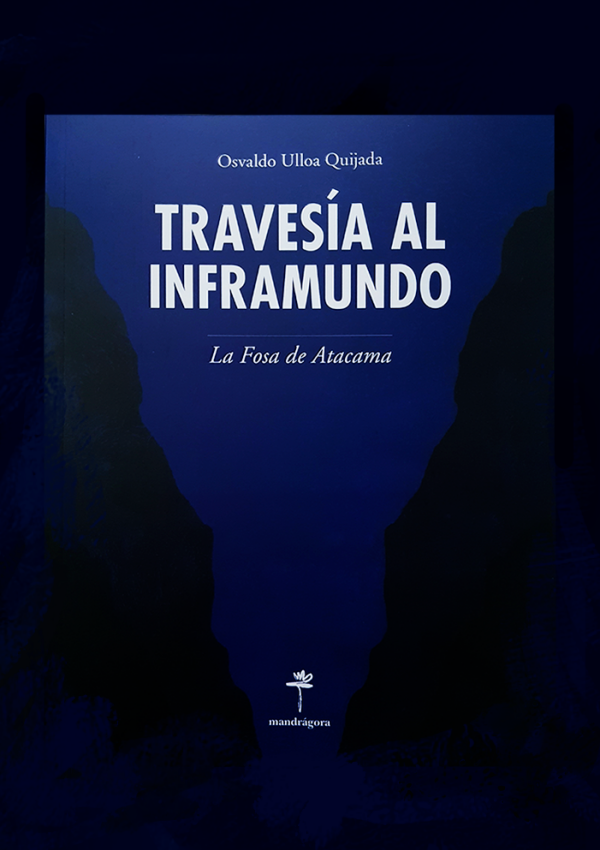 Osvaldo Ulloa Quijada
TRAVESÍA AL
INFRAMUNDO
La Fosa de Atacama
mandrágora